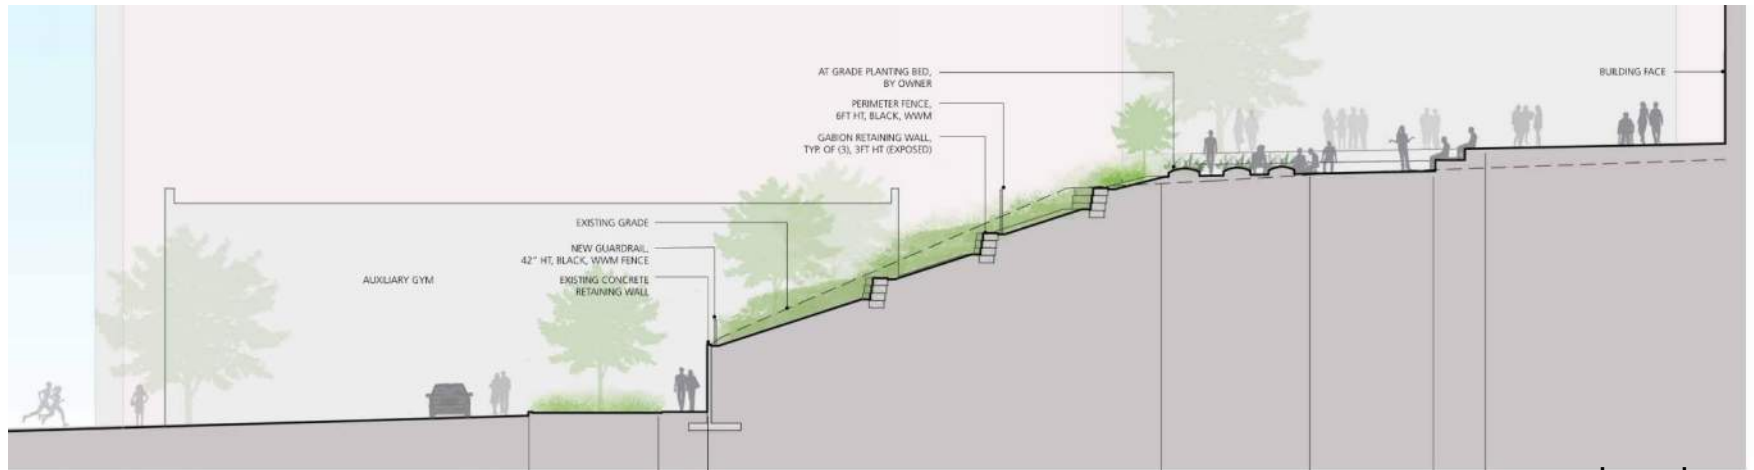 AT GRADE PLANTING BED,
BY OWNER
BUILDING FACE
PERIMETER FENCE,
6FT HT, BLACK, WWM
GABION RETAINING WALL,
TYP. OF (3), 3FT HT (EXPOSED)
EXISTING GRADE
NEW GUARDRAIL,
42" HT, BLACK, WWM FENCE
AUXILIARY GYM
EXISTING CONCRETE
RETAINING WALL